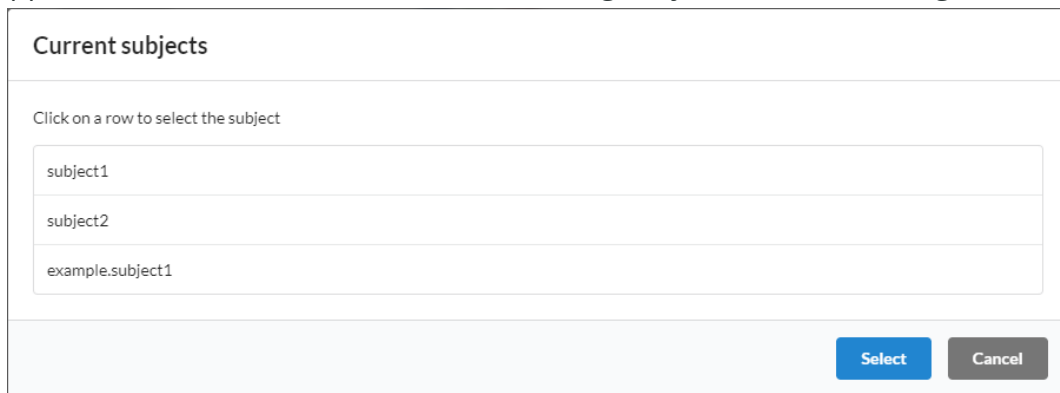 Current subjects
Click on a row to select the subject
subject1
subject2
example.subject1
Select Cancel